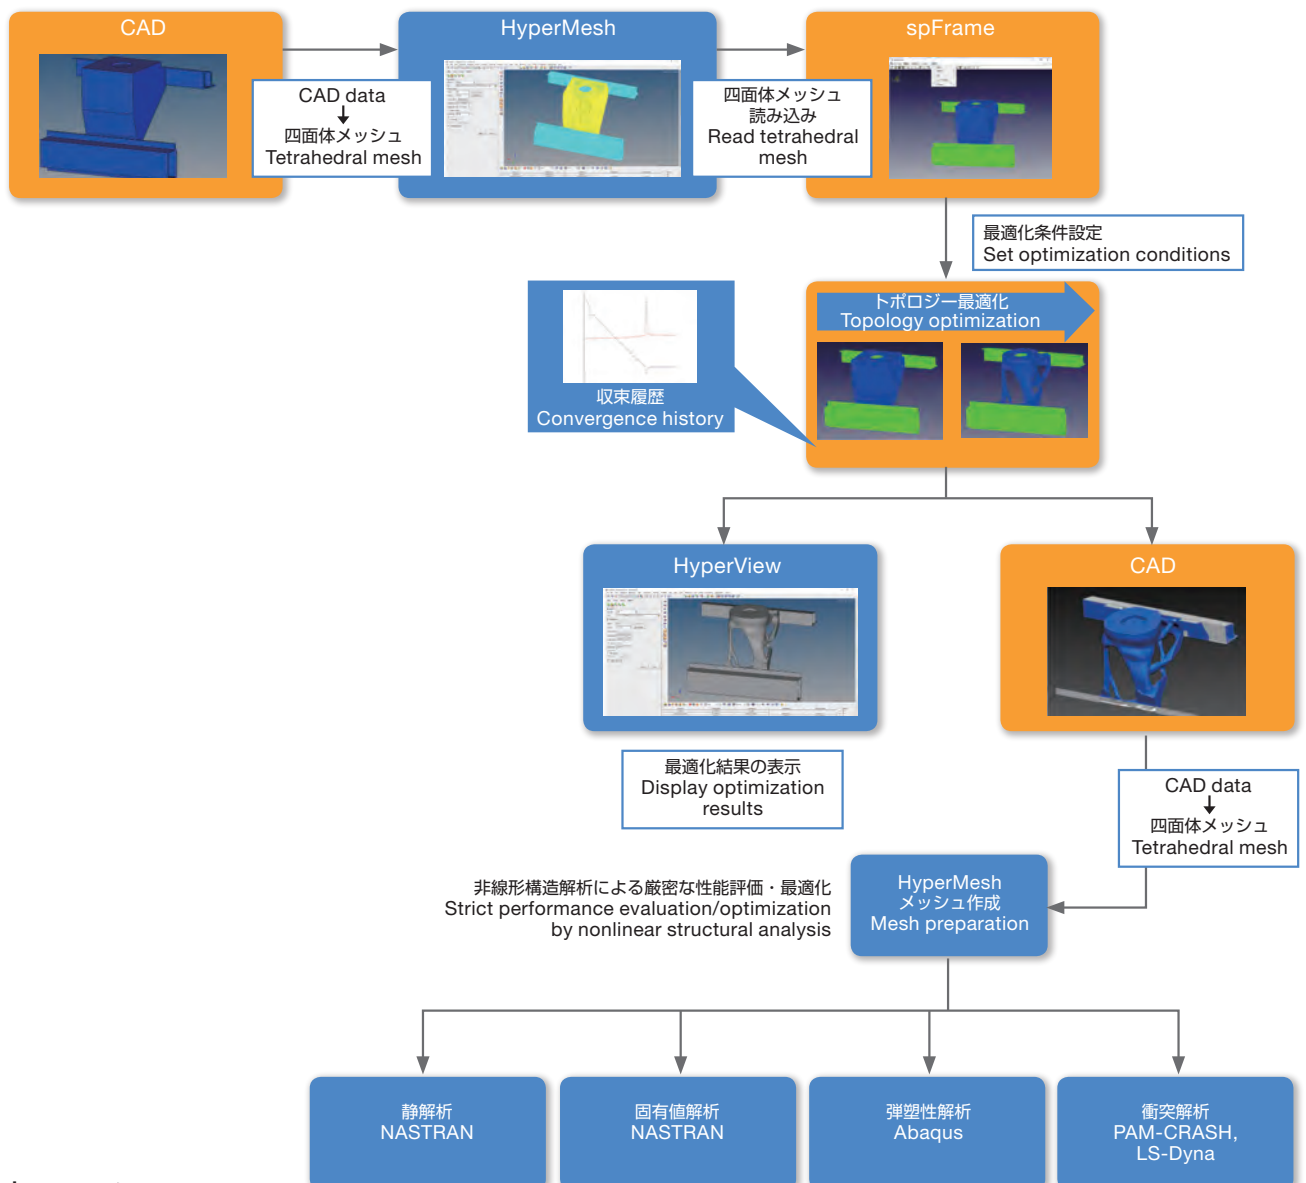 CAD
HyperMesh
spFrame
CAD data
↓
四面体メッシュ
Tetrahedral mesh
四面体メッシュ
読み込み
Read tetrahedral
mesh
最適化条件設定
Set optimization conditions
トポロジー最適化
Topology optimization
収束履歴
Convergence history
HyperView
CAD
最適化結果の表示
Display optimization
results
CAD data
↓
四面体メッシュ
Tetrahedral mesh
非線形構造解析による厳密な性能評価・最適化
Strict performance evaluation/optimization
by nonlinear structural analysis
HyperMesh
メッシュ作成
Mesh preparation
静解析
NASTRAN
固有値解析
NASTRAN
弾塑性解析
Abaqus
衝突解析
PAM-CRASH,
LS-Dyna